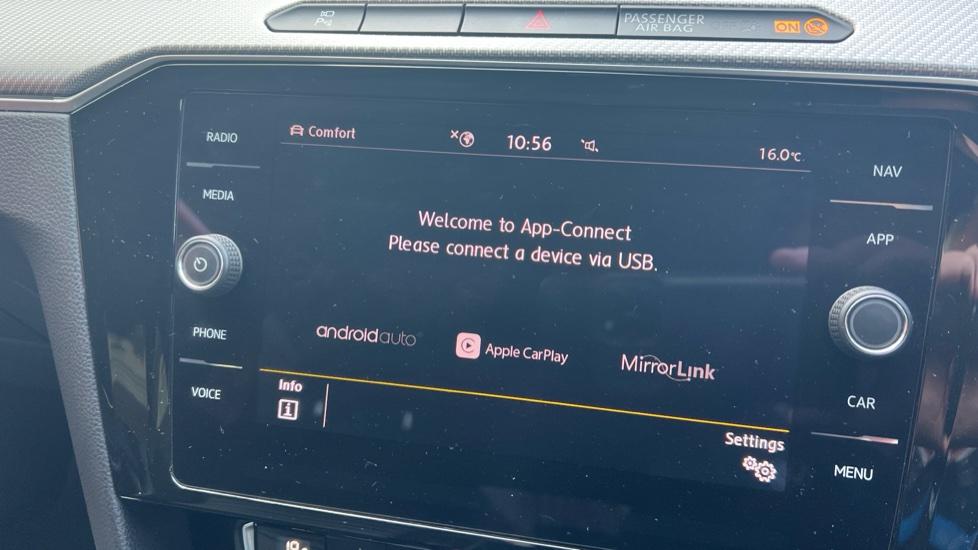 PASSENGER
AIR BAG
OFF
ON
RADIO
Comfort
10:56
16.0°C
NAV
MEDIA
Welcome to App-Connect
Please connect a device via USB.
APP
PHONE
androidauto
Apple CarPlay
MirrorLink
Info
VOICE
CAR
Settings
MENU